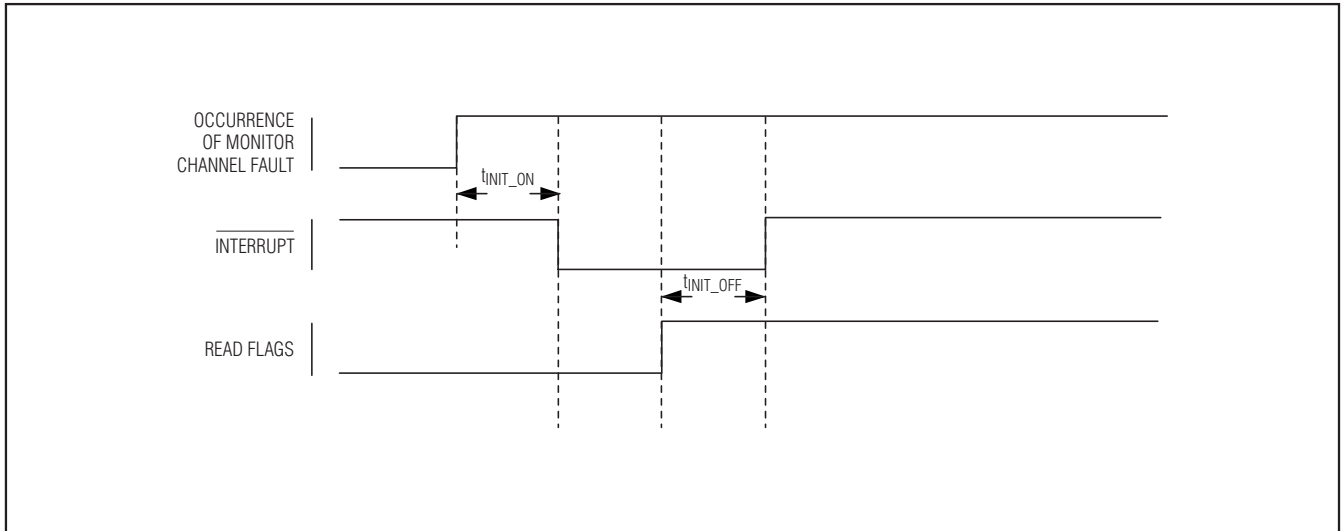 OCCURRENCE
OF MONITOR
CHANNEL FAULT
tINIT_ON
INTERRUPT
tINIT_OFF
READ FLAGS